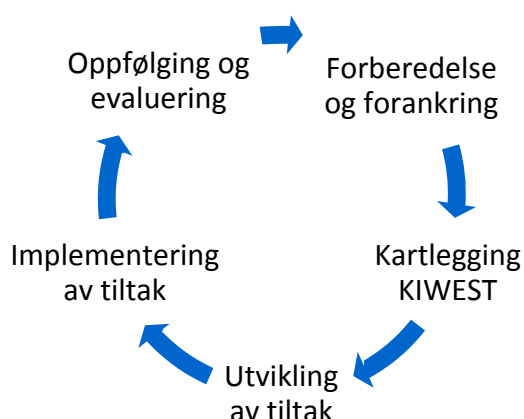 Oppfølging og
evaluering
Forberedelse
og forankring
Kartlegging
KIWEST
Utvikling
av tiltak
Implementering
av tiltak